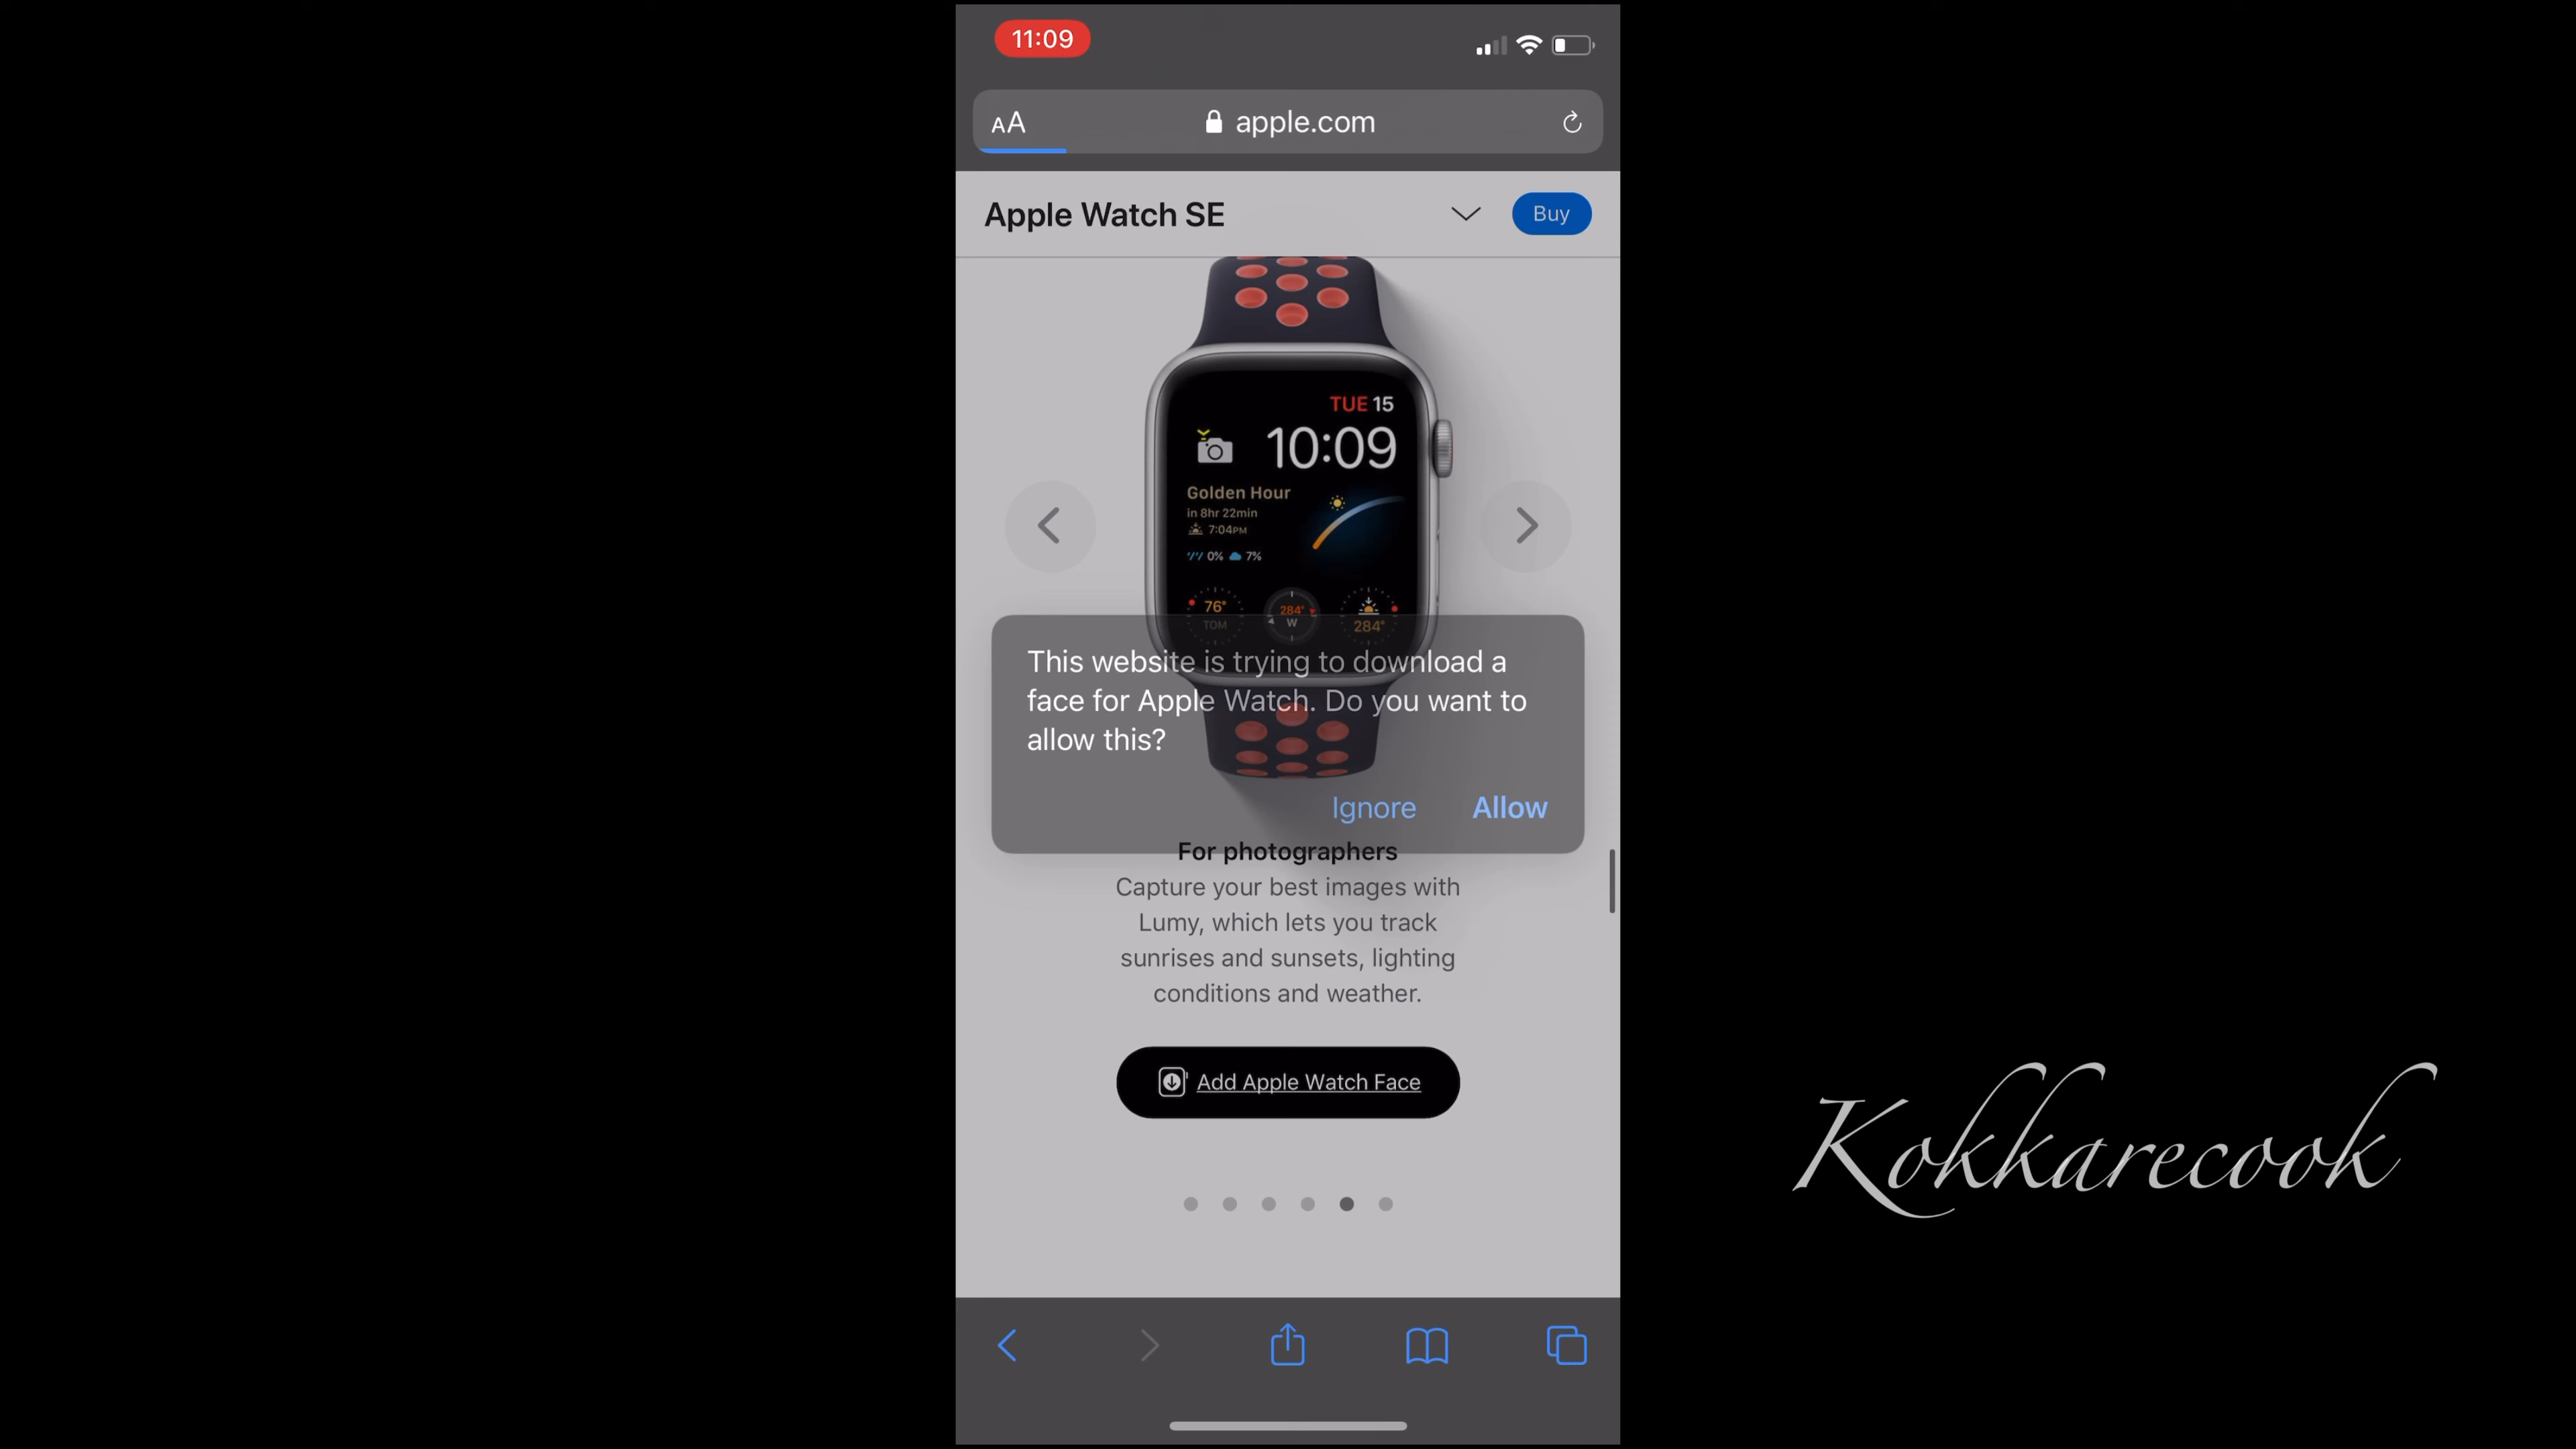 11:09
AA
apple.com
Apple Watch SE
Buy
TUE 15
10:09
Golden Hour
in 8hr 22min
7:04PM
0% 7%
76°
TOM
284°
W
284°
This website is trying to download a
face for Apple Watch. Do you want to
allow this?
Ignore Allow
For photographers
Capture your best images with
Lumy, which lets you track
sunrises and sunsets, lighting
conditions and weather.
Add Apple Watch Face
Kokkarecook